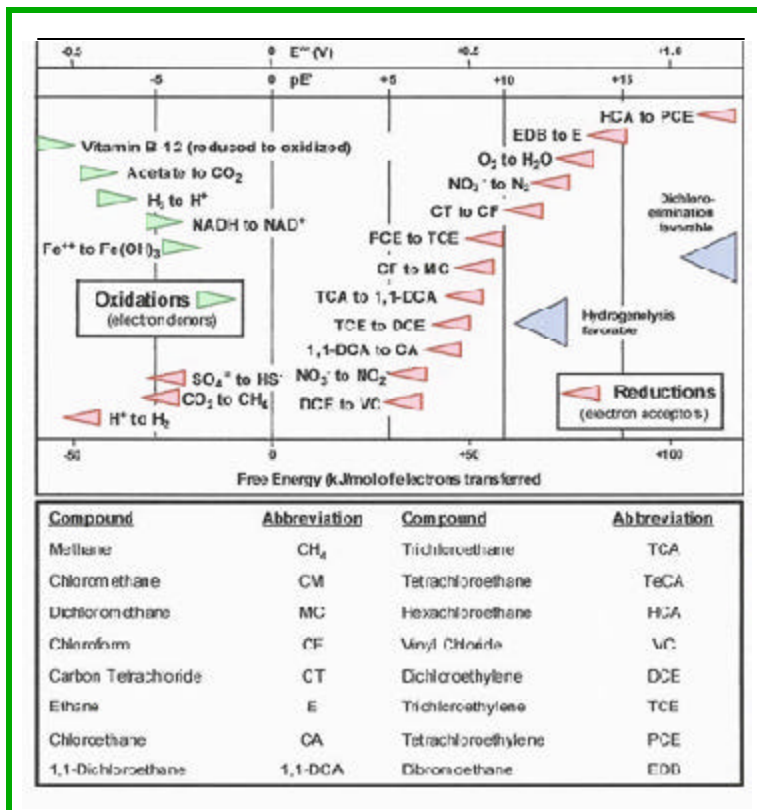 -0.5 0 E°' (V) +0.5 +1.0
-5 0 pE° +5 +10 +15
HCA to PCE
EDB to E
Vitamin B-12 (reduced to oxidized)
O₂ to H₂O
Acetate to CO₂
NO₃⁻ to N₂
H₂ to H⁺
Dichloro-
elimination
favorable
CT to CF
NADH to NAD⁺
PCE to TCE
Fe⁺⁺ to Fe(OH)₃
CF to MC
Oxidations
(electron donors)
TCA to 1,1-DCA
Hydrogenolysis
favorable
TCE to DCE
1,1-DCA to CA
SO₄⁼ to HS⁻ NO₃⁻ to NO₂⁻
CO₂ to CH₄ DCE to VC
H⁺ to H₂
Reductions
(electron acceptors)
-50 0 +50 +100
Free Energy (kJ/mol of electrons transferred
Compound Abbreviation Compound Abbreviation
Methane CH₄ Trichloroethane TCA
Chloromethane CM Tetrachloroethane TeCA
Dichloromethane MC Hexachloroethane HCA
Chloroform CF Vinyl Chloride VC
Carbon Tetrachoride CT Dichloroethylene DCE
Ethane E Trichloroethylene TCE
Chloroethane CA Tetrachloroethylene PCE
1,1-Dichloroethane 1,1-DCA Dibromoethane EDB